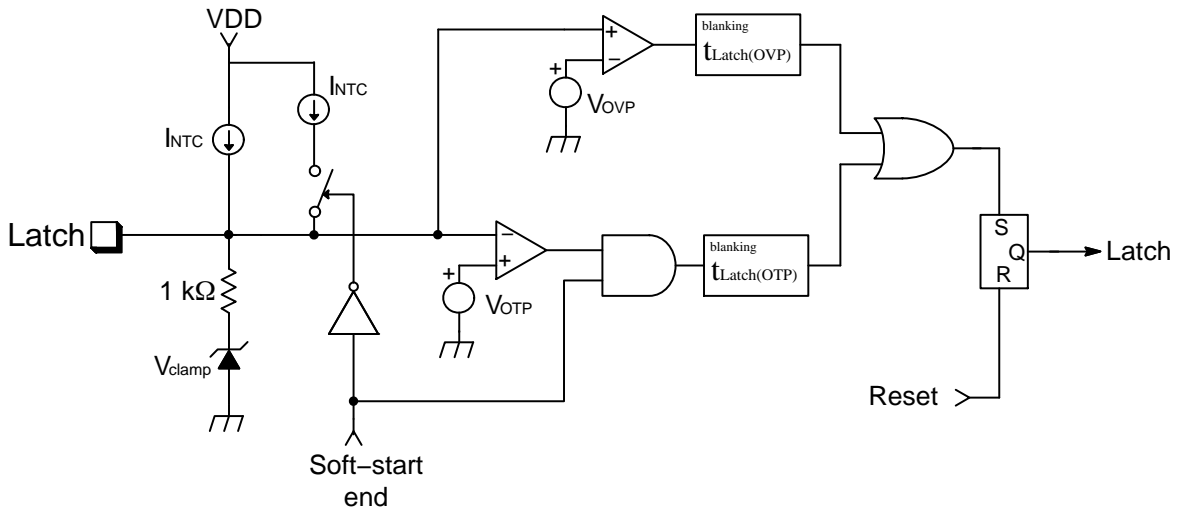 VDD
blanking
tLatch(OVP)
INTC
INTC
+
−
+
VOVP
S
Q
R
Latch
Latch
−
+
+
blanking
tLatch(OTP)
VOTP
1 kΩ
Vclamp
Reset
Soft−start
end